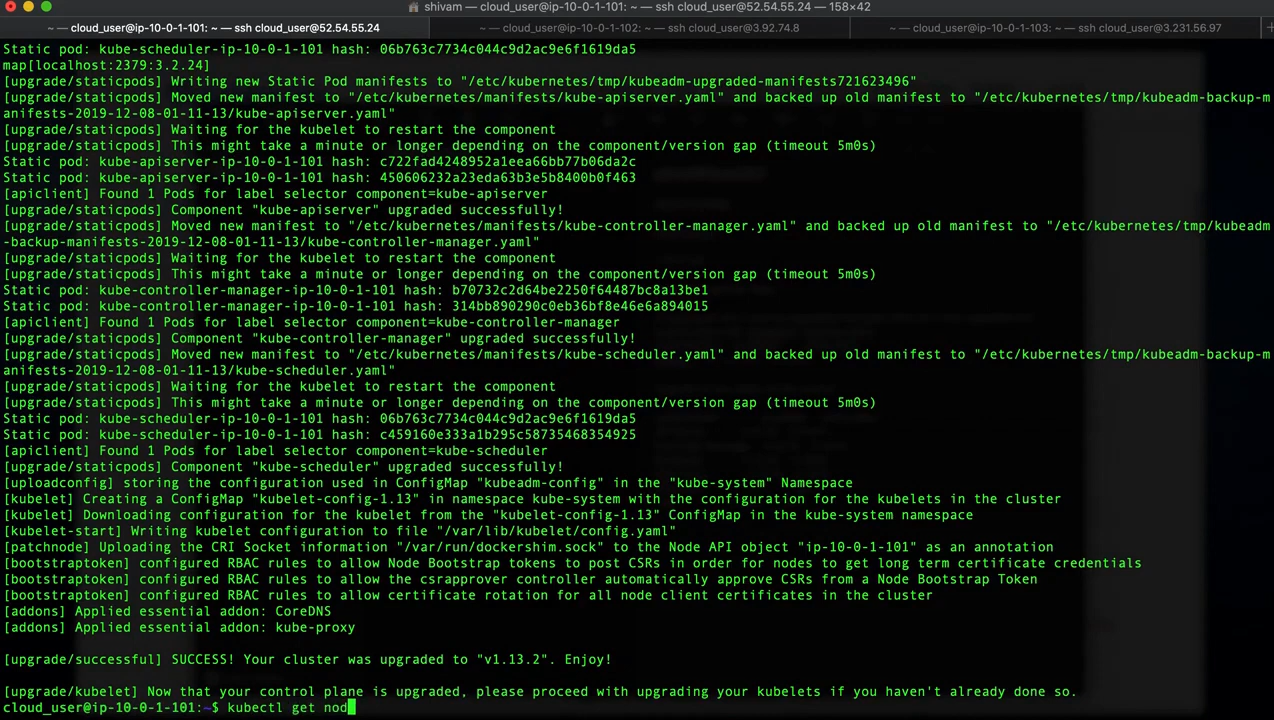 shivam — cloud_user@ip-10-0-1-101: ~ — ssh cloud_user@52.54.55.24 — 158×42
~ — cloud_user@ip-10-0-1-101: ~ — ssh cloud_user@52.54.55.24
~ — cloud_user@ip-10-0-1-102: ~ — ssh cloud_user@3.92.74.8
~ — cloud_user@ip-10-0-1-103: ~ — ssh cloud_user@3.231.56.97
Static pod: kube-scheduler-ip-10-0-1-101 hash: 06b763c7734c044c9d2ac9e6f1619da5
map[localhost:2379:3.2.24]
[upgrade/staticpods] Writing new Static Pod manifests to "/etc/kubernetes/tmp/kubeadm-upgraded-manifests721623496"
[upgrade/staticpods] Moved new manifest to "/etc/kubernetes/manifests/kube-apiserver.yaml" and backed up old manifest to "/etc/kubernetes/tmp/kubeadm-backup-m
anifests-2019-12-08-01-11-13/kube-apiserver.yaml"
[upgrade/staticpods] Waiting for the kubelet to restart the component
[upgrade/staticpods] This might take a minute or longer depending on the component/version gap (timeout 5m0s)
Static pod: kube-apiserver-ip-10-0-1-101 hash: c722fad4248952a1eea66bb77b06da2c
Static pod: kube-apiserver-ip-10-0-1-101 hash: 450606232a23eda63b3e5b8400b0f463
[apiclient] Found 1 Pods for label selector component=kube-apiserver
[upgrade/staticpods] Component "kube-apiserver" upgraded successfully!
[upgrade/staticpods] Moved new manifest to "/etc/kubernetes/manifests/kube-controller-manager.yaml" and backed up old manifest to "/etc/kubernetes/tmp/kubeadm
-backup-manifests-2019-12-08-01-11-13/kube-controller-manager.yaml"
[upgrade/staticpods] Waiting for the kubelet to restart the component
[upgrade/staticpods] This might take a minute or longer depending on the component/version gap (timeout 5m0s)
Static pod: kube-controller-manager-ip-10-0-1-101 hash: b70732c2d64be2250f64487bc8a13be1
Static pod: kube-controller-manager-ip-10-0-1-101 hash: 314bb890290c0eb36bf8e46e6a894015
[apiclient] Found 1 Pods for label selector component=kube-controller-manager
[upgrade/staticpods] Component "kube-controller-manager" upgraded successfully!
[upgrade/staticpods] Moved new manifest to "/etc/kubernetes/manifests/kube-scheduler.yaml" and backed up old manifest to "/etc/kubernetes/tmp/kubeadm-backup-m
anifests-2019-12-08-01-11-13/kube-scheduler.yaml"
[upgrade/staticpods] Waiting for the kubelet to restart the component
[upgrade/staticpods] This might take a minute or longer depending on the component/version gap (timeout 5m0s)
Static pod: kube-scheduler-ip-10-0-1-101 hash: 06b763c7734c044c9d2ac9e6f1619da5
Static pod: kube-scheduler-ip-10-0-1-101 hash: c459160e333a1b295c58735468354925
[apiclient] Found 1 Pods for label selector component=kube-scheduler
[upgrade/staticpods] Component "kube-scheduler" upgraded successfully!
[uploadconfig] storing the configuration used in ConfigMap "kubeadm-config" in the "kube-system" Namespace
[kubelet] Creating a ConfigMap "kubelet-config-1.13" in namespace kube-system with the configuration for the kubelets in the cluster
[kubelet] Downloading configuration for the kubelet from the "kubelet-config-1.13" ConfigMap in the kube-system namespace
[kubelet-start] Writing kubelet configuration to file "/var/lib/kubelet/config.yaml"
[patchnode] Uploading the CRI Socket information "/var/run/dockershim.sock" to the Node API object "ip-10-0-1-101" as an annotation
[bootstraptoken] configured RBAC rules to allow Node Bootstrap tokens to post CSRs in order for nodes to get long term certificate credentials
[bootstraptoken] configured RBAC rules to allow the csrapprover controller automatically approve CSRs from a Node Bootstrap Token
[bootstraptoken] configured RBAC rules to allow certificate rotation for all node client certificates in the cluster
[addons] Applied essential addon: CoreDNS
[addons] Applied essential addon: kube-proxy
[upgrade/successful] SUCCESS! Your cluster was upgraded to "v1.13.2". Enjoy!
[upgrade/kubelet] Now that your control plane is upgraded, please proceed with upgrading your kubelets if you haven't already done so.
cloud_user@ip-10-0-1-101:~$ kubectl get nod